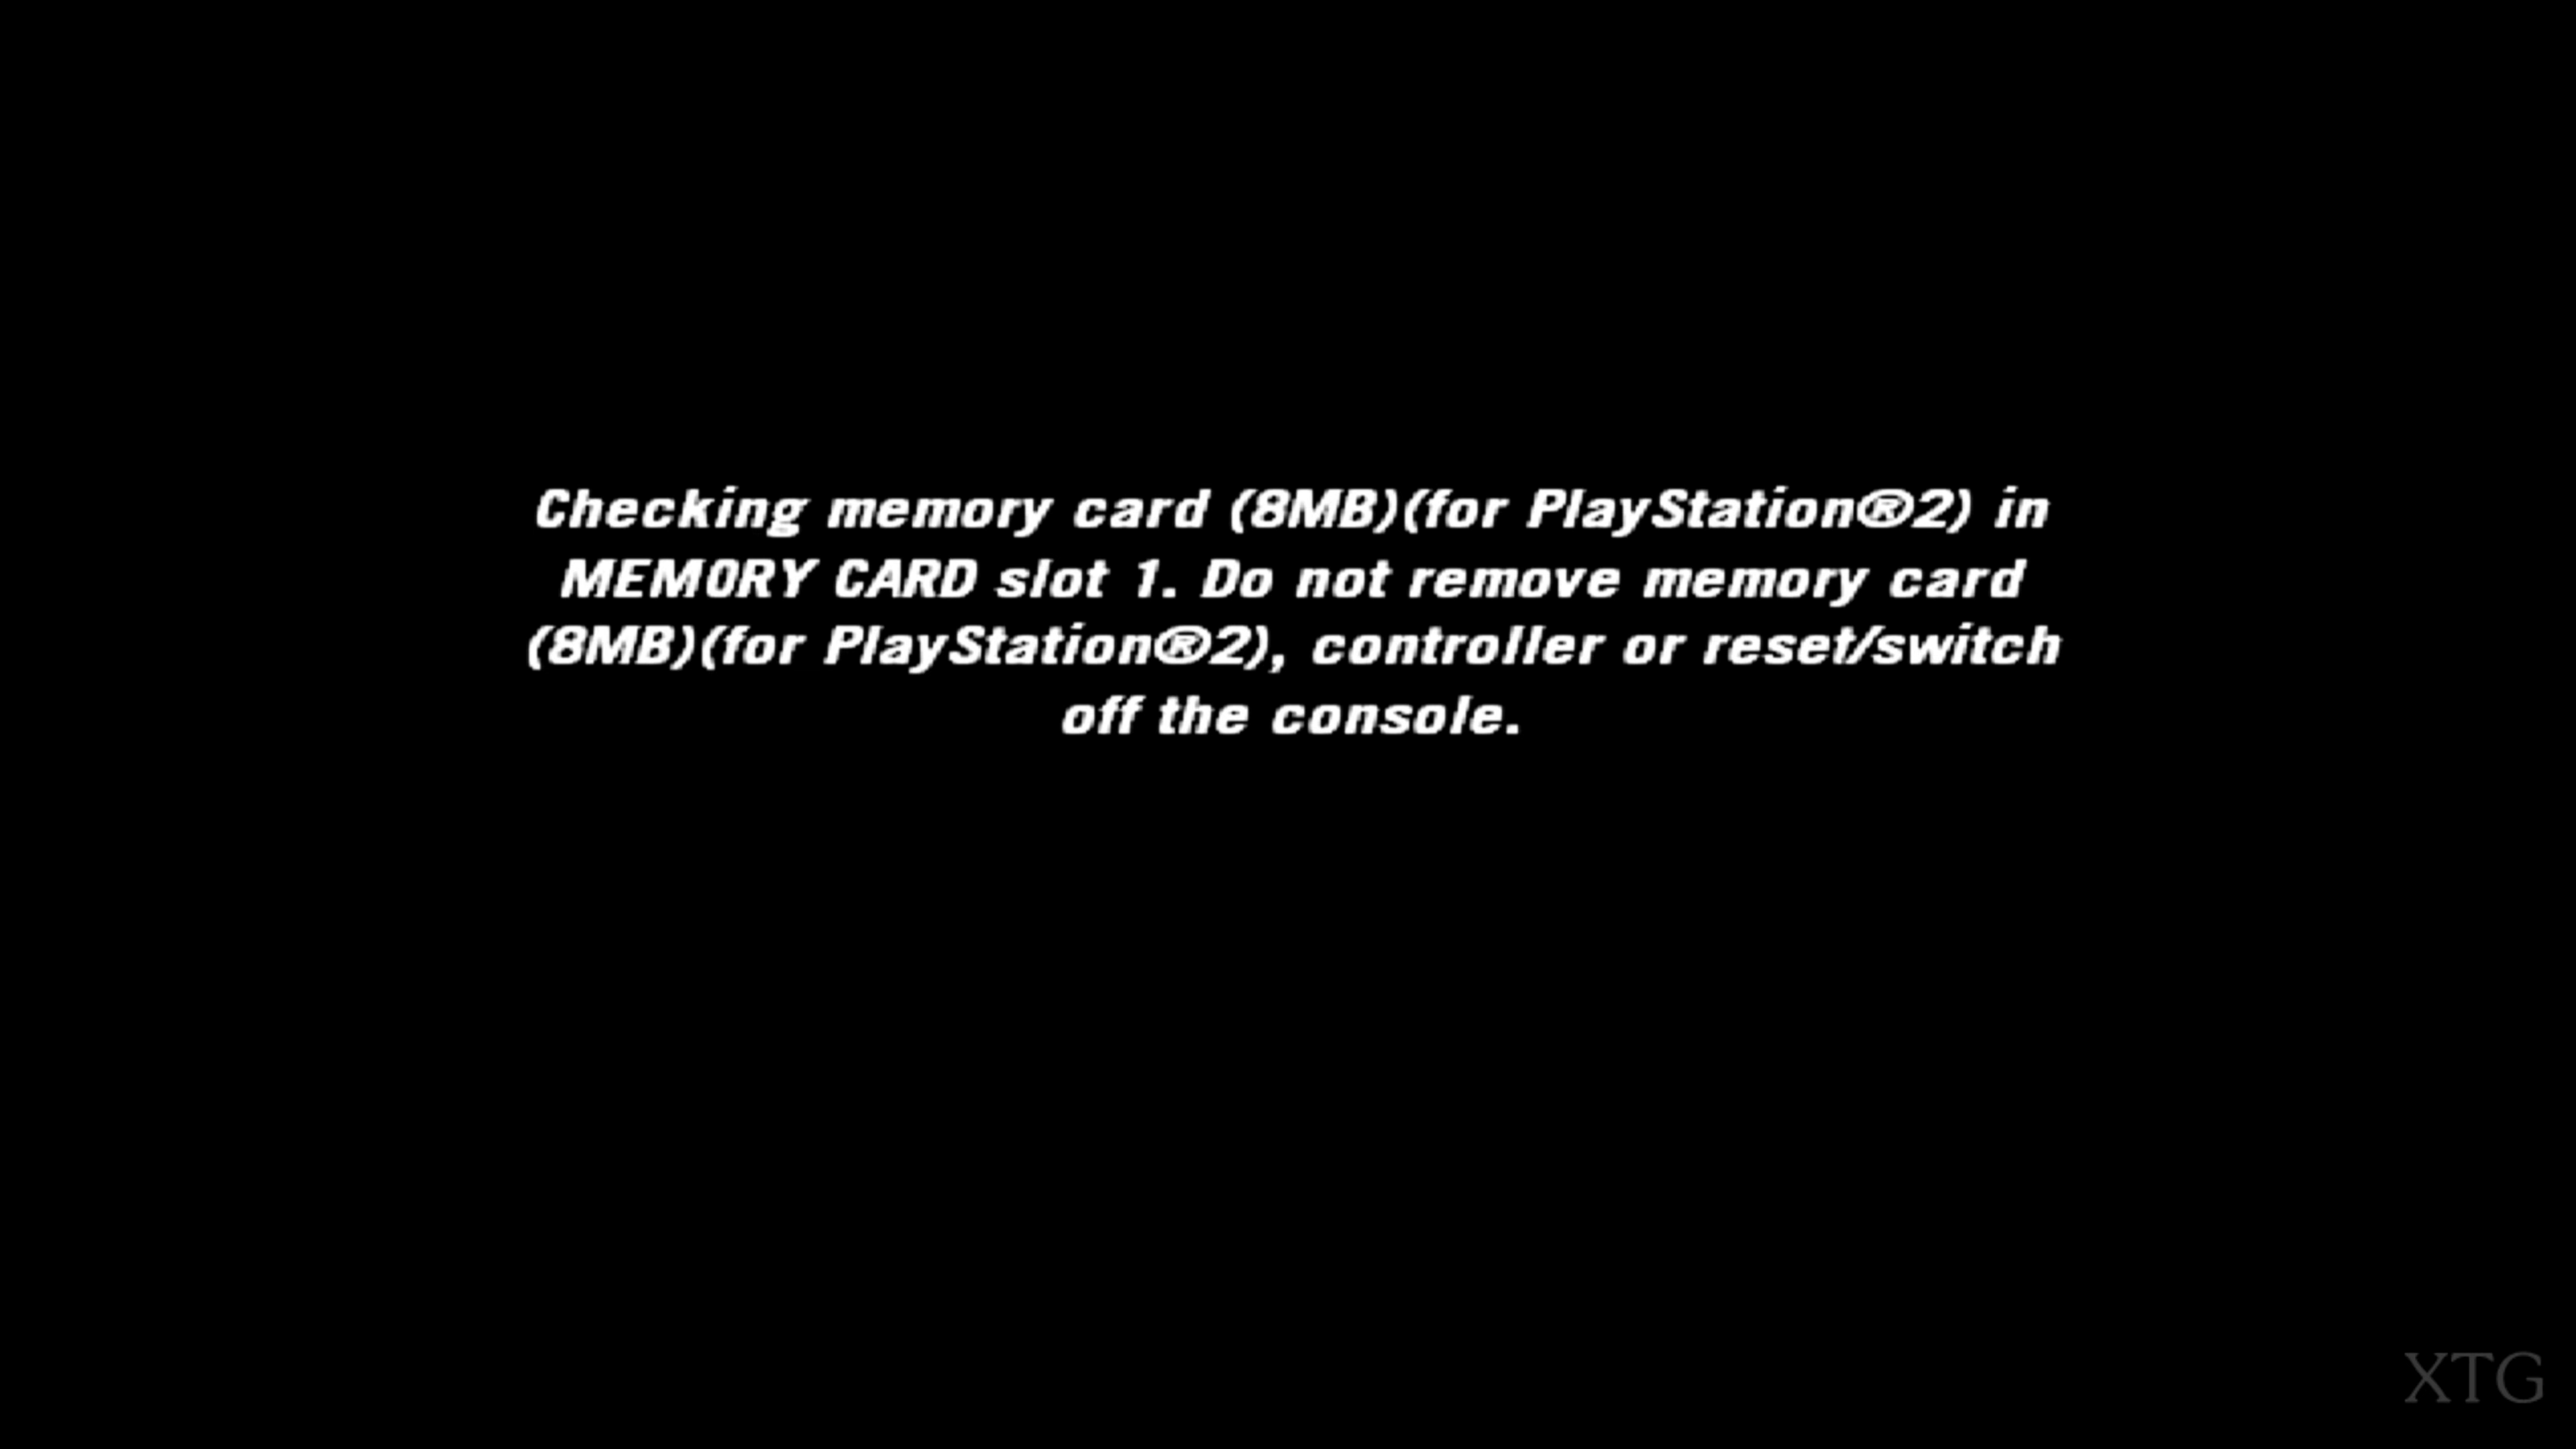 Checking memory card (8MB)(for PlayStation®2) in
MEMORY CARD slot 1. Do not remove memory card
(8MB)(for PlayStation®2), controller or reset/switch
off the console.
XTG